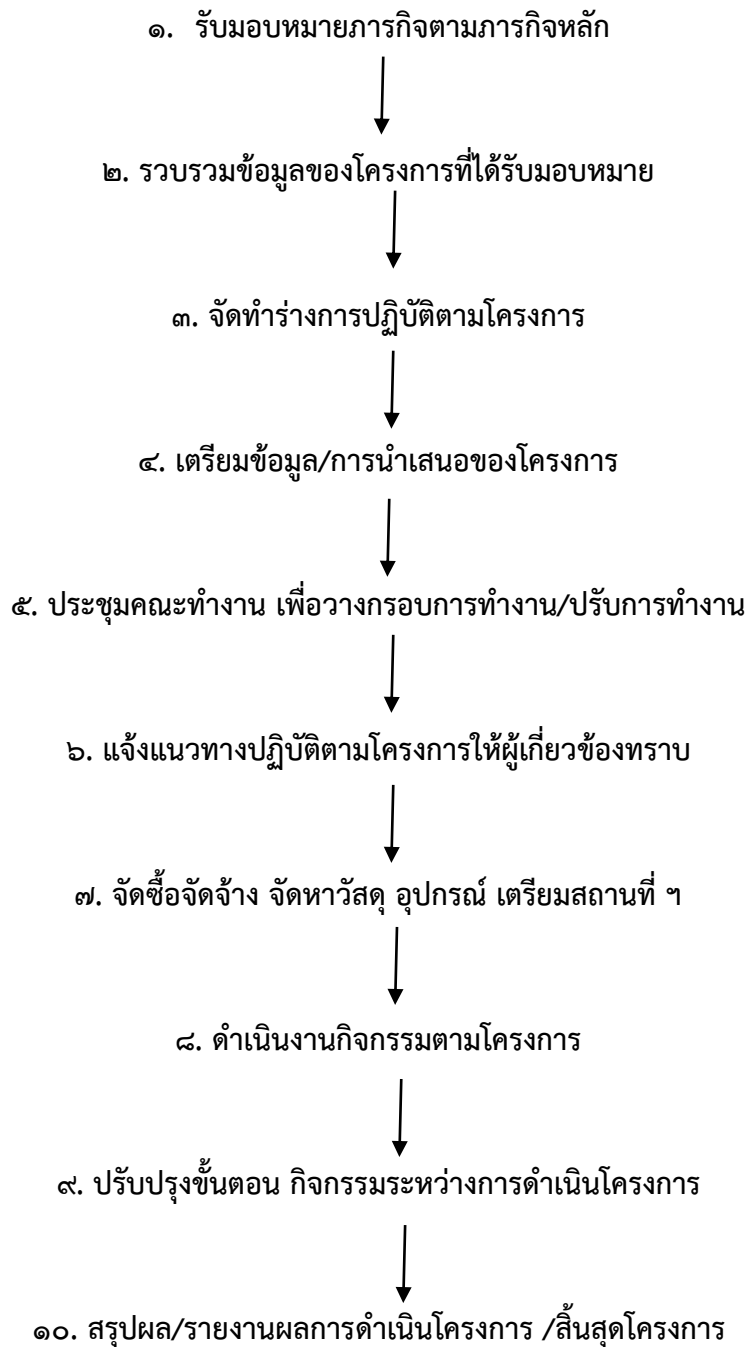 ๑. รับมอบหมายภารกิจตามภารกิจหลัก
๒. รวบรวมข้อมูลของโครงการที่ได้รับมอบหมาย
๓. จัดทำร่างการปฏิบัติตามโครงการ
๔. เตรียมข้อมูล/การนำเสนอของโครงการ
๕. ประชุมคณะทำงาน เพื่อวางกรอบการทำงาน/ปรับการทำงาน
๖. แจ้งแนวทางปฏิบัติตามโครงการให้ผู้เกี่ยวข้องทราบ
๗. จัดซื้อจัดจ้าง จัดหาวัสดุ อุปกรณ์ เตรียมสถานที่ ฯ
๘. ดำเนินงานกิจกรรมตามโครงการ
๙. ปรับปรุงขั้นตอน กิจกรรมระหว่างการดำเนินโครงการ
๑๐. สรุปผล/รายงานผลการดำเนินโครงการ /สิ้นสุดโครงการ